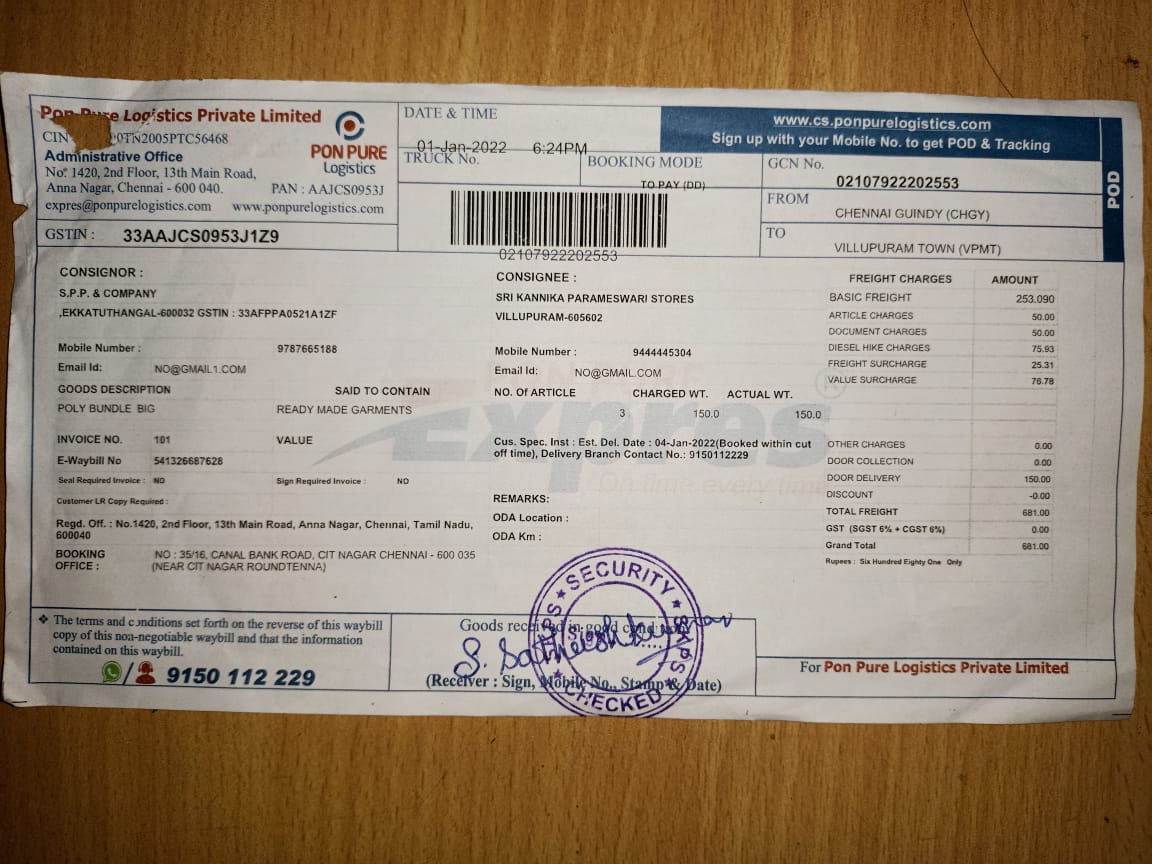 Pon Pure Logistics Private Limited
CIN 0TN2005PTC56468
Administrative Office
No: 1420, 2nd Floor, 13th Main Road,
Anna Nagar, Chennai - 600 040. PAN : AAJCS0953J
expres@ponpurelogistics.com www.ponpurelogistics.com
PON PURE
Logistics
GSTIN : 33AAJCS0953J1Z9
DATE & TIME
01-Jan-2022 6:24PM
TRUCK No.
BOOKING MODE
TO PAY (DD)
02107922202553
www.cs.ponpurelogistics.com
Sign up with your Mobile No. to get POD & Tracking
GCN No.
02107922202553
FROM
CHENNAI GUINDY (CHGY)
TO
VILLUPURAM TOWN (VPMT)
POD
CONSIGNOR :
S.P.P. & COMPANY
,EKKATUTHANGAL-600032 GSTIN : 33AFPPA0521A1ZF
Mobile Number : 9787665188
Email Id: NO@GMAIL1.COM
GOODS DESCRIPTION SAID TO CONTAIN
POLY BUNDLE BIG READY MADE GARMENTS
INVOICE NO. 101 VALUE
E-Waybill No 541326687628
Seal Required Invoice : NO Sign Required Invoice : NO
Customer LR Copy Required :
Regd. Off. : No.1420, 2nd Floor, 13th Main Road, Anna Nagar, Chennai, Tamil Nadu,
600040
BOOKING NO : 35/16, CANAL BANK ROAD, CIT NAGAR CHENNAI - 600 035
OFFICE : (NEAR CIT NAGAR ROUNDTENNA)
CONSIGNEE :
SRI KANNIKA PARAMESWARI STORES
VILLUPURAM-605602
Mobile Number : 9444445304
Email Id: NO@GMAIL.COM
NO. Of ARTICLE CHARGED WT. ACTUAL WT.
3 150.0 150.0
Cus. Spec. Inst : Est. Del. Date : 04-Jan-2022(Booked within cut
off time), Delivery Branch Contact No.: 9150112229
REMARKS:
ODA Location :
ODA Km :
Expres
On time every time
FREIGHT CHARGES AMOUNT
BASIC FREIGHT 253.090
ARTICLE CHARGES 50.00
DOCUMENT CHARGES 50.00
DIESEL HIKE CHARGES 75.93
FREIGHT SURCHARGE 25.31
VALUE SURCHARGE 76.78
OTHER CHARGES 0.00
DOOR COLLECTION 0.00
DOOR DELIVERY 150.00
DISCOUNT -0.00
TOTAL FREIGHT 681.00
GST (SGST 6% + CGST 6%) 0.00
Grand Total 681.00
Rupees : Six Hundred Eighty One Only
❖ The terms and conditions set forth on the reverse of this waybill
copy of this non-negotiable waybill and that the information
contained on this waybill.
/ 9150 112 229
Goods received in good condition
S. Satheesh kumar
(Receiver : Sign, Mobile No., Stamp & Date)
SECURITY
CHECKED
For Pon Pure Logistics Private Limited